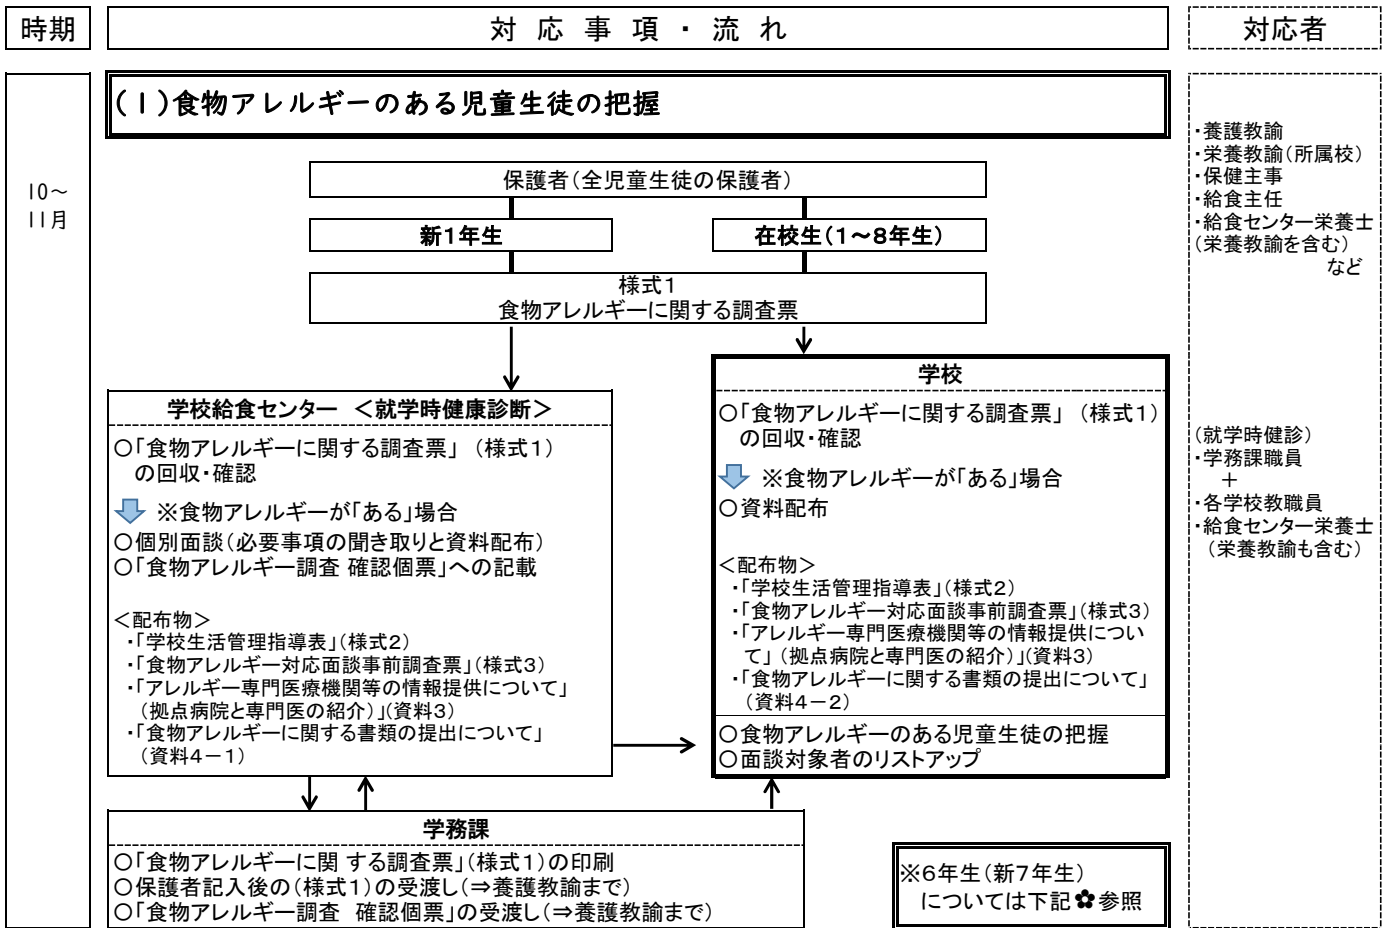 時期
対 応 事 項 ・ 流 れ
対応者
(1)食物アレルギーのある児童生徒の把握
10～
11月
保護者(全児童生徒の保護者)
新1年生
在校生(1～8年生)
様式1
食物アレルギーに関する調査票
学校給食センター <就学時健康診断>
○「食物アレルギーに関する調査票」 (様式1)
の回収・確認
※食物アレルギーが「ある」場合
○個別面談(必要事項の聞き取りと資料配布)
○「食物アレルギー調査 確認個票」への記載
<配布物>
・「学校生活管理指導表」(様式2)
・「食物アレルギー対応面談事前調査票」(様式3)
・「アレルギー専門医療機関等の情報提供について」
(拠点病院と専門医の紹介)」(資料3)
・「食物アレルギーに関する書類の提出について」
(資料4－1)
学校
○「食物アレルギーに関する調査票」 (様式1)
の回収・確認
※食物アレルギーが「ある」場合
○資料配布
<配布物>
・「学校生活管理指導表」(様式2)
・「食物アレルギー対応面談事前調査票」(様式3)
・「アレルギー専門医療機関等の情報提供につい
て」(拠点病院と専門医の紹介)」(資料3)
・「食物アレルギーに関する書類の提出について」
(資料4－2)
○食物アレルギーのある児童生徒の把握
○面談対象者のリストアップ
学務課
○「食物アレルギーに関 する調査票」(様式1)の印刷
○保護者記入後の(様式1)の受渡し(⇒養護教諭まで)
○「食物アレルギー調査 確認個票」の受渡し(⇒養護教諭まで)
※6年生(新7年生)
については下記✿参照
・養護教諭
・栄養教諭(所属校)
・保健主事
・給食主任
・給食センター栄養士
(栄養教諭を含む)
など
(就学時健診)
・学務課職員
＋
・各学校教職員
・給食センター栄養士
(栄養教諭も含む)